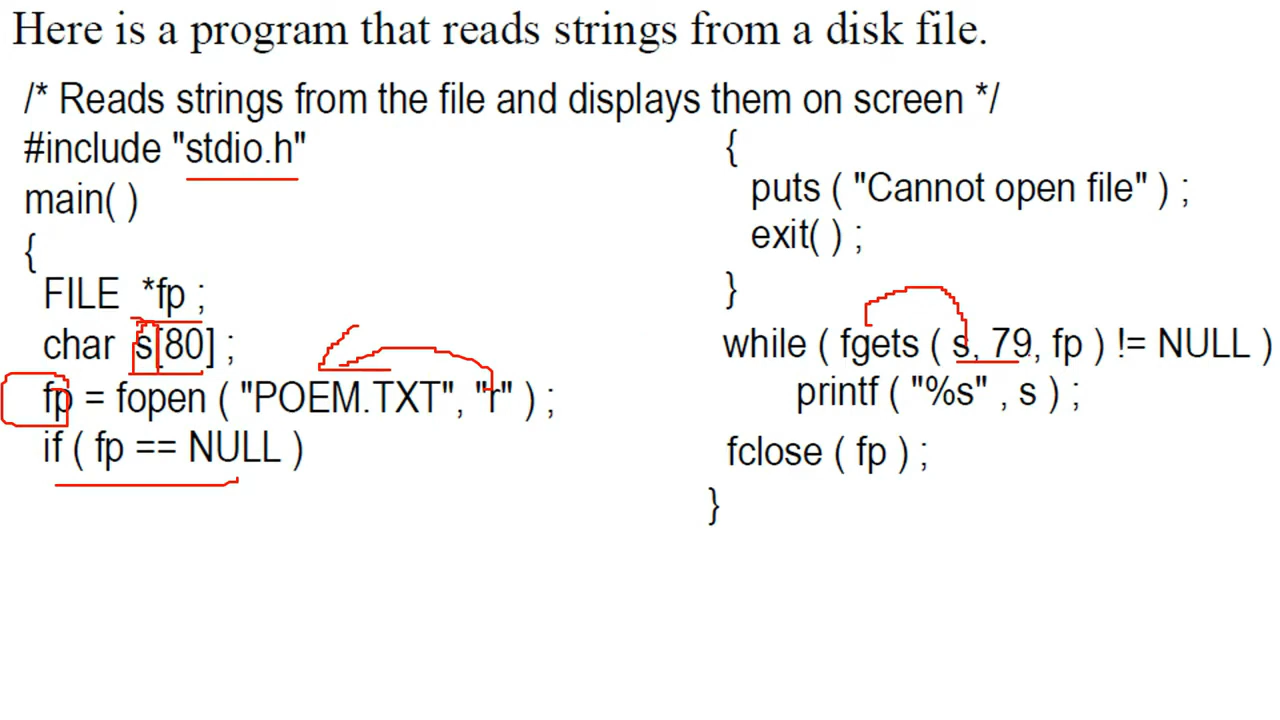 Here is a program that reads strings from a disk file.
/* Reads strings from the file and displays them on screen */
#include "stdio.h"
main( )
{
FILE *fp ;
char s[80] ;
fp = fopen ( "POEM.TXT", "r" ) ;
if ( fp == NULL )
{
puts ( "Cannot open file" ) ;
exit( ) ;
}
while ( fgets ( s, 79, fp ) != NULL )
printf ( "%s" , s ) ;
fclose ( fp ) ;
}